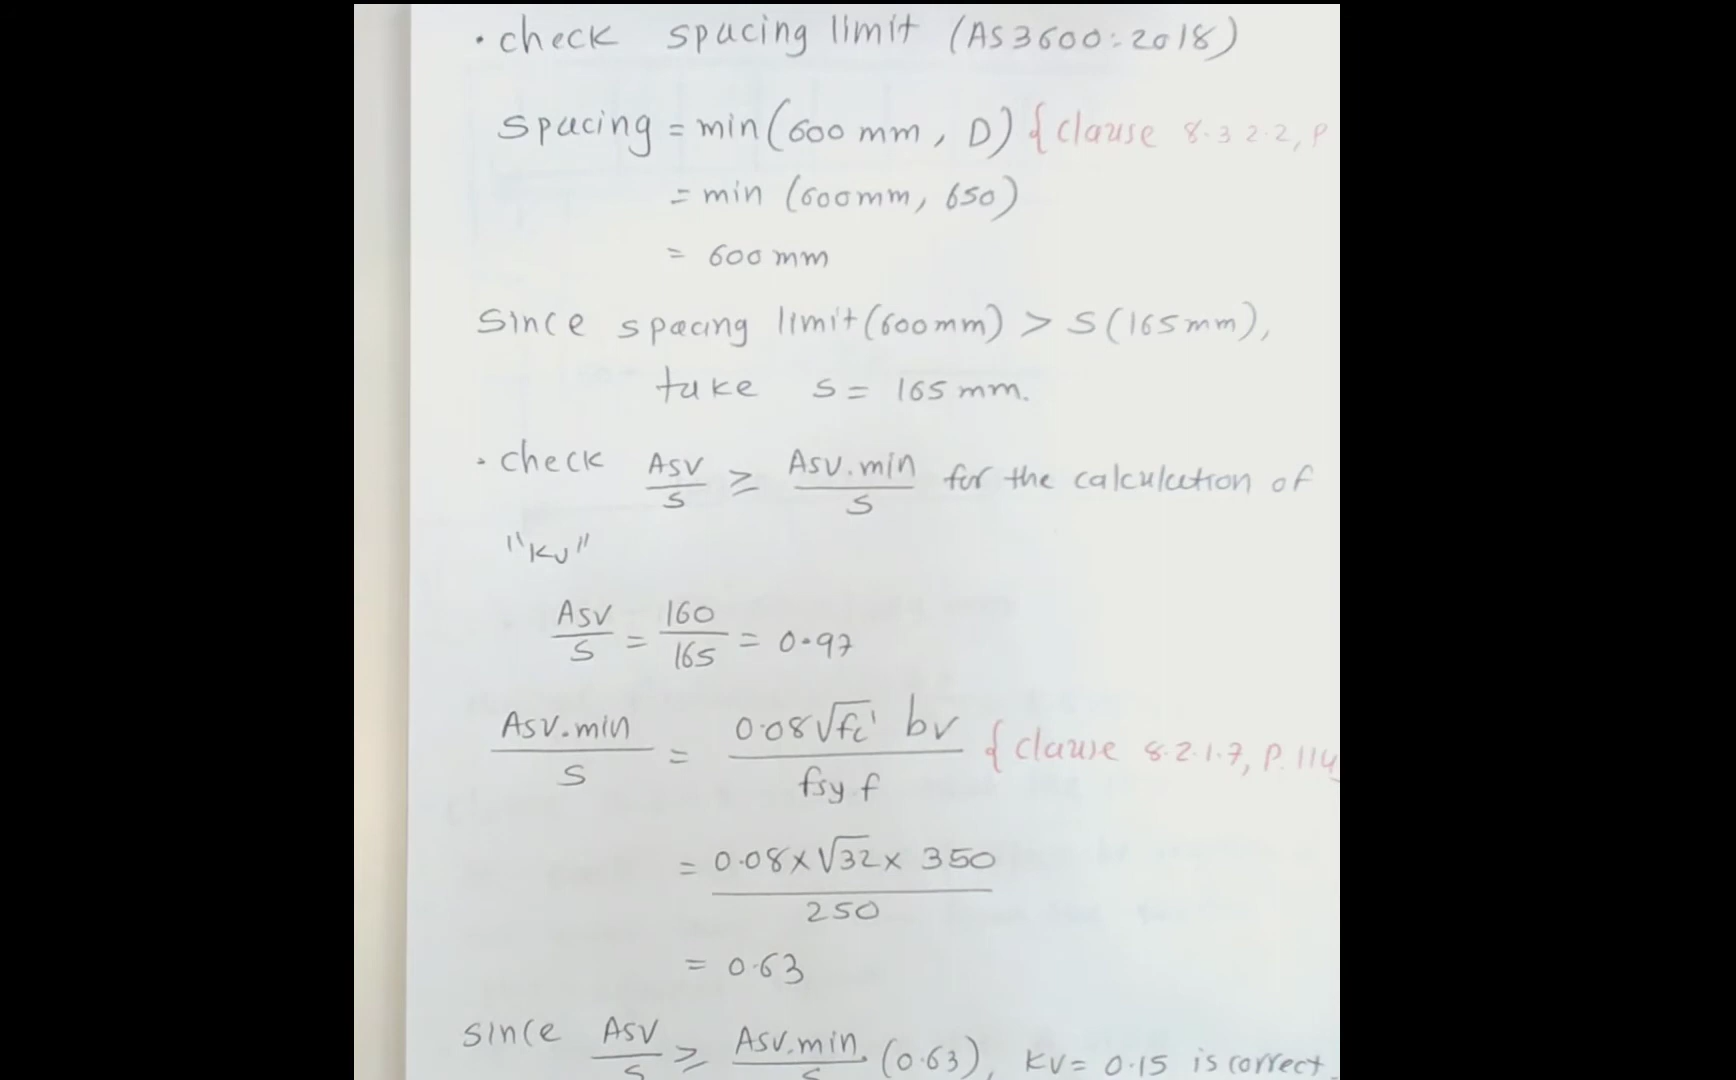 • check spacing limit (AS3600:2018)
spacing = min(600 mm, D) {clause 8.3.2.2, P
= min (600mm, 650)
= 600 mm
since spacing limit(600mm) > S(165mm),
take S = 165 mm.
• check Asv/S ≥ Asv.min/S for the calculation of
"Kv"
Asv/S = 160/165 = 0.97
Asv.min/S = 0.08√fc' bv/fsy.f {clause 8.2.1.7, P.114
= 0.08×√32× 350/250
= 0.63
since Asv/S ≥ Asv.min/S (0.63), Kv= 0.15 is correct.